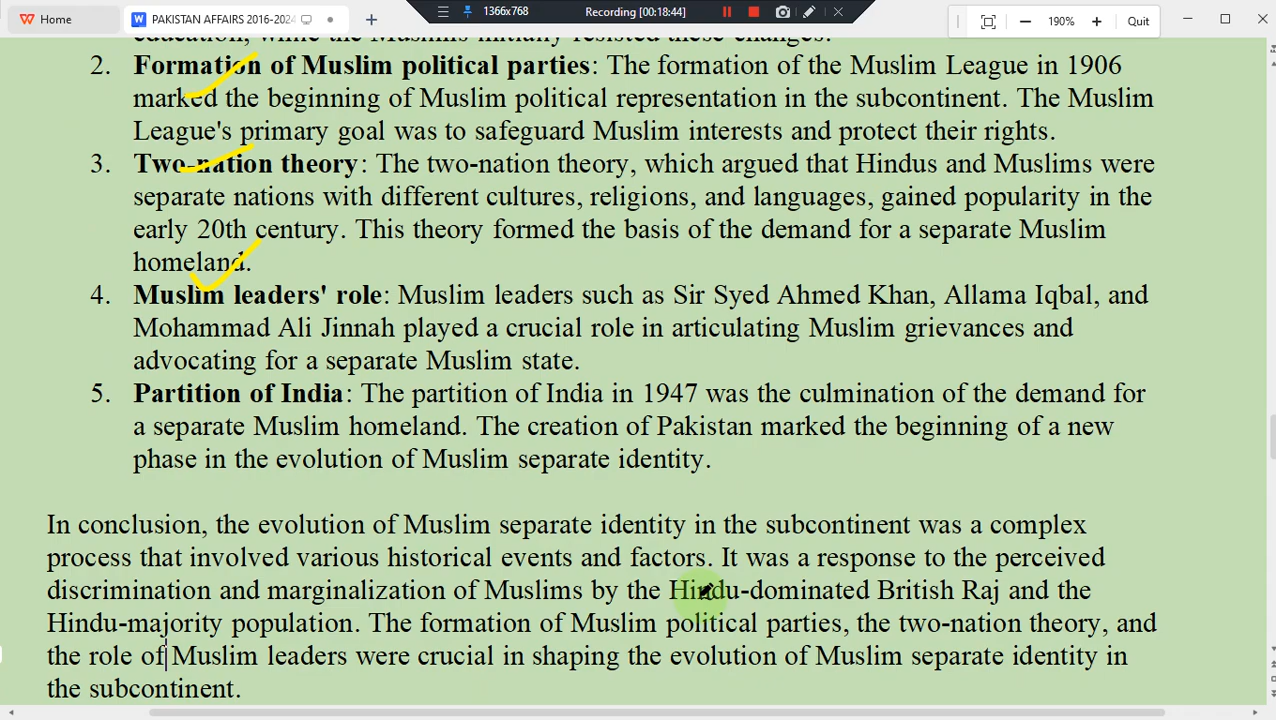 Home
PAKISTAN AFFAIRS 2016-2024
1366x768
Recording [00:18:44]
190%
Quit
education, while the Muslims initially resisted these changes.
2. Formation of Muslim political parties: The formation of the Muslim League in 1906
marked the beginning of Muslim political representation in the subcontinent. The Muslim
League's primary goal was to safeguard Muslim interests and protect their rights.
3. Two-nation theory: The two-nation theory, which argued that Hindus and Muslims were
separate nations with different cultures, religions, and languages, gained popularity in the
early 20th century. This theory formed the basis of the demand for a separate Muslim
homeland.
4. Muslim leaders' role: Muslim leaders such as Sir Syed Ahmed Khan, Allama Iqbal, and
Mohammad Ali Jinnah played a crucial role in articulating Muslim grievances and
advocating for a separate Muslim state.
5. Partition of India: The partition of India in 1947 was the culmination of the demand for
a separate Muslim homeland. The creation of Pakistan marked the beginning of a new
phase in the evolution of Muslim separate identity.
In conclusion, the evolution of Muslim separate identity in the subcontinent was a complex
process that involved various historical events and factors. It was a response to the perceived
discrimination and marginalization of Muslims by the Hindu-dominated British Raj and the
Hindu-majority population. The formation of Muslim political parties, the two-nation theory, and
the role of Muslim leaders were crucial in shaping the evolution of Muslim separate identity in
the subcontinent.